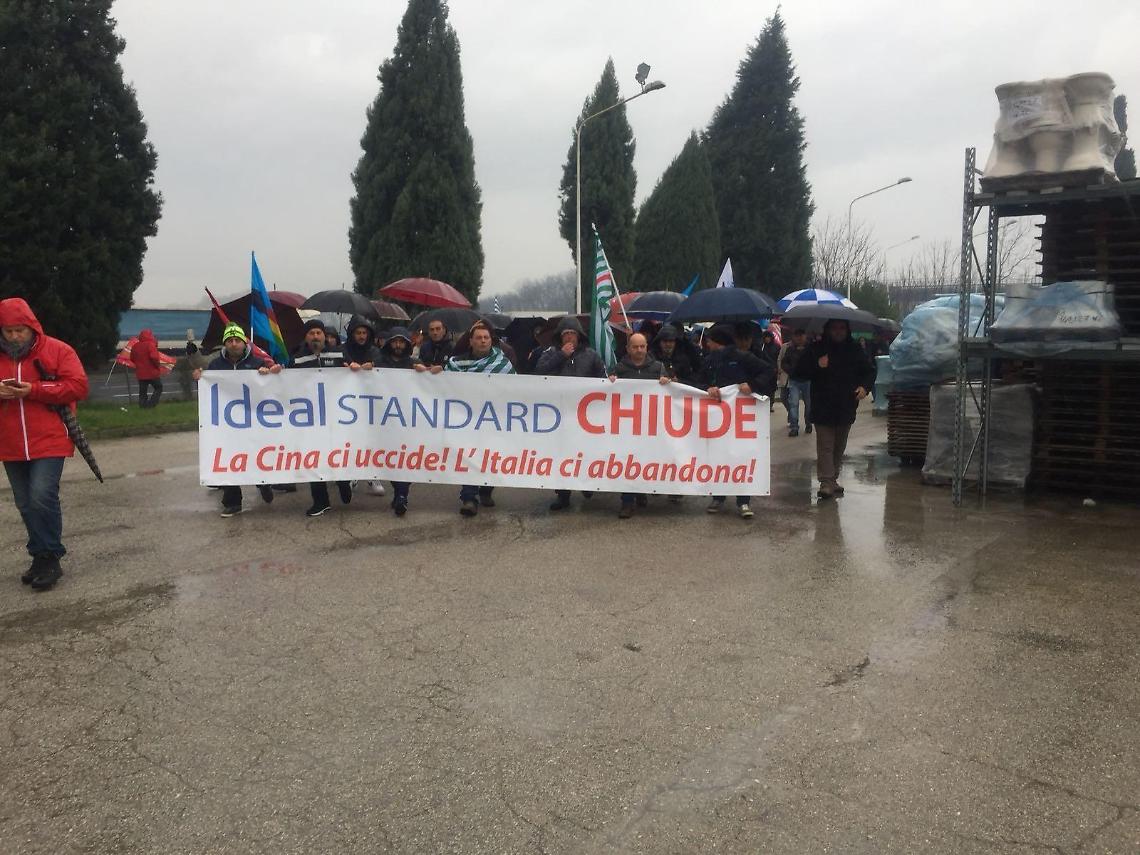 Ideal STANDARD CHIUDE
La Cina ci uccide! L' Italia ci abbandona!